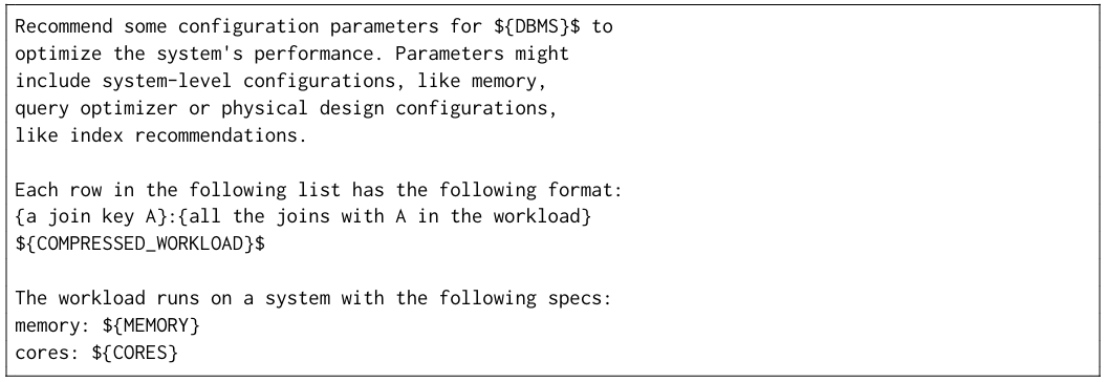 Recommend some configuration parameters for ${DBMS}$ to
optimize the system's performance. Parameters might
include system-level configurations, like memory,
query optimizer or physical design configurations,
like index recommendations.
Each row in the following list has the following format:
{a join key A}:{all the joins with A in the workload}
${COMPRESSED_WORKLOAD}$
The workload runs on a system with the following specs:
memory: ${MEMORY}
cores: ${CORES}